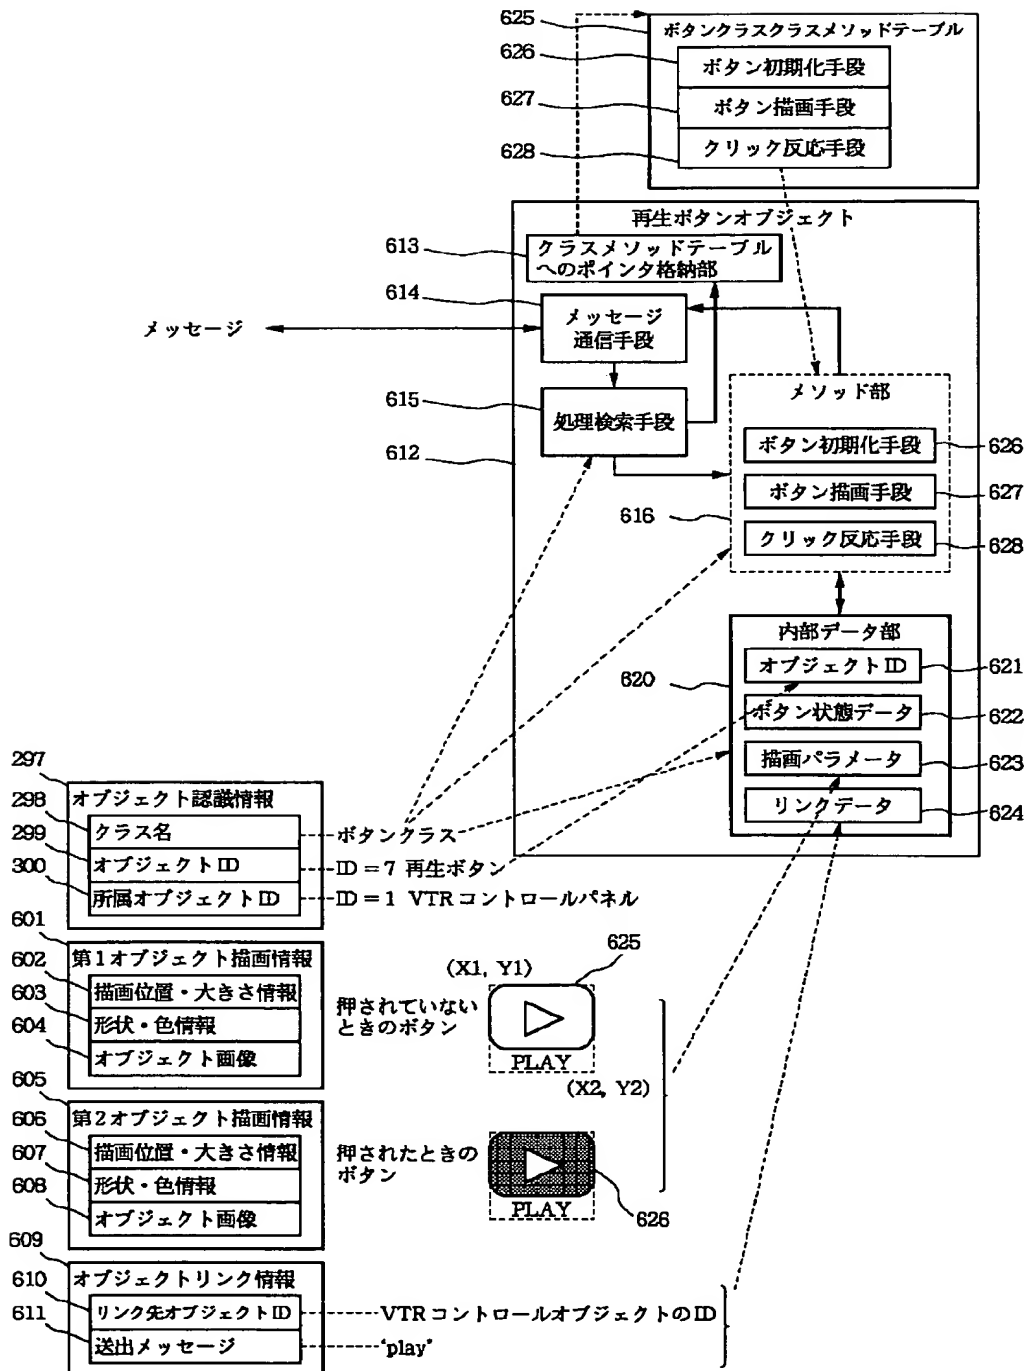 625
ボタンクラスクラスメソッドテーブル
626
ボタン初期化手段
627
ボタン描画手段
628
クリック反応手段
再生ボタンオブジェクト
613
クラスメソッドテーブル
へのポインタ格納部
614
メッセージ
メッセージ
通信手段
615
処理検索手段
612
メソッド部
ボタン初期化手段
626
ボタン描画手段
627
616
クリック反応手段
628
内部データ部
オブジェクトID
621
620
ボタン状態データ
622
描画パラメータ
623
リンクデータ
624
297
オブジェクト認識情報
298
クラス名
ボタンクラス
299
オブジェクトID
ID=7 再生ボタン
300
所属オブジェクトID
ID=1 VTRコントロールパネル
601
第1オブジェクト描画情報
602
描画位置・大きさ情報
603
形状・色情報
604
オブジェクト画像
押されていない
ときのボタン
(X1, Y1)
625
PLAY
(X2, Y2)
605
第2オブジェクト描画情報
606
描画位置・大きさ情報
607
形状・色情報
608
オブジェクト画像
押されたときの
ボタン
PLAY
626
609
オブジェクトリンク情報
610
リンク先オブジェクトID
VTRコントロールオブジェクトのID
611
送出メッセージ
‘play’